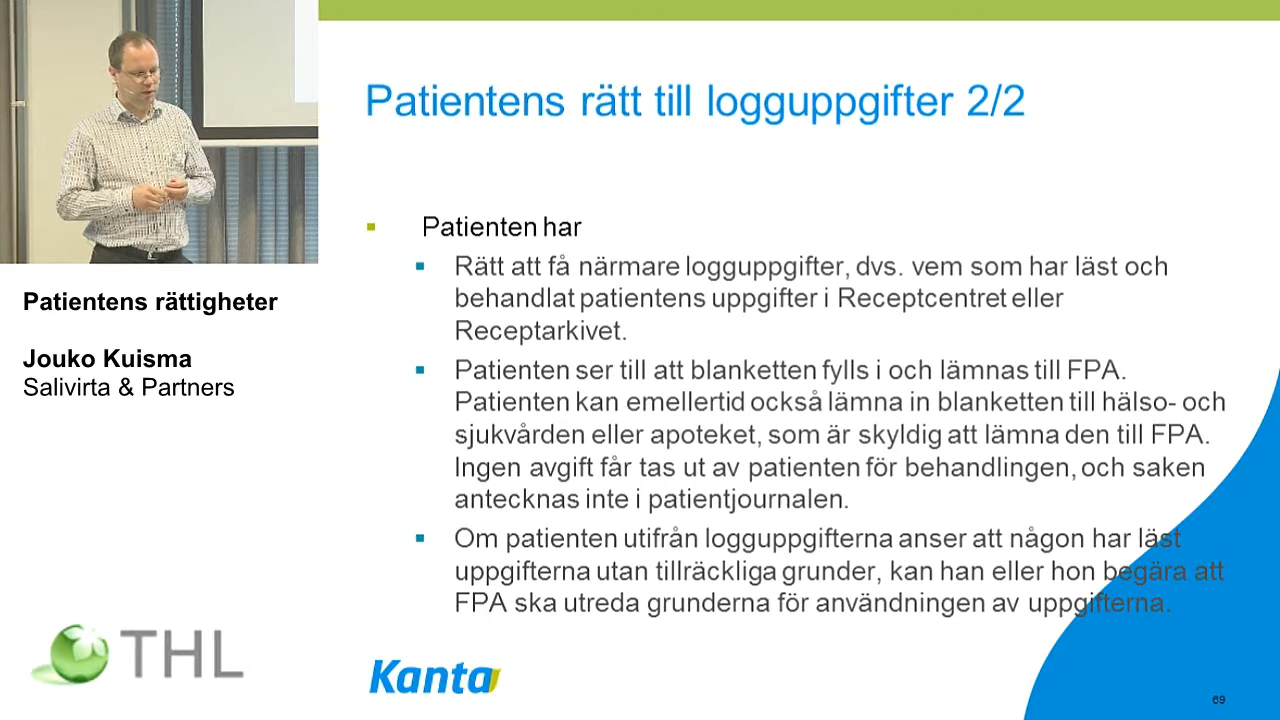 Patientens rätt till logguppgifter 2/2
Patienten har
Rätt att få närmare logguppgifter, dvs. vem som har läst och
behandlat patientens uppgifter i Receptcentret eller
Receptarkivet.
Patienten ser till att blanketten fylls i och lämnas till FPA.
Patienten kan emellertid också lämna in blanketten till hälso- och
sjukvården eller apoteket, som är skyldig att lämna den till FPA.
Ingen avgift får tas ut av patienten för behandlingen, och saken
antecknas inte i patientjournalen.
Om patienten utifrån logguppgifterna anser att någon har läst
uppgifterna utan tillräckliga grunder, kan han eller hon begära att
FPA ska utreda grunderna för användningen av uppgifterna.
Patientens rättigheter
Jouko Kuisma
Salivirta & Partners
THL
Kanta
69